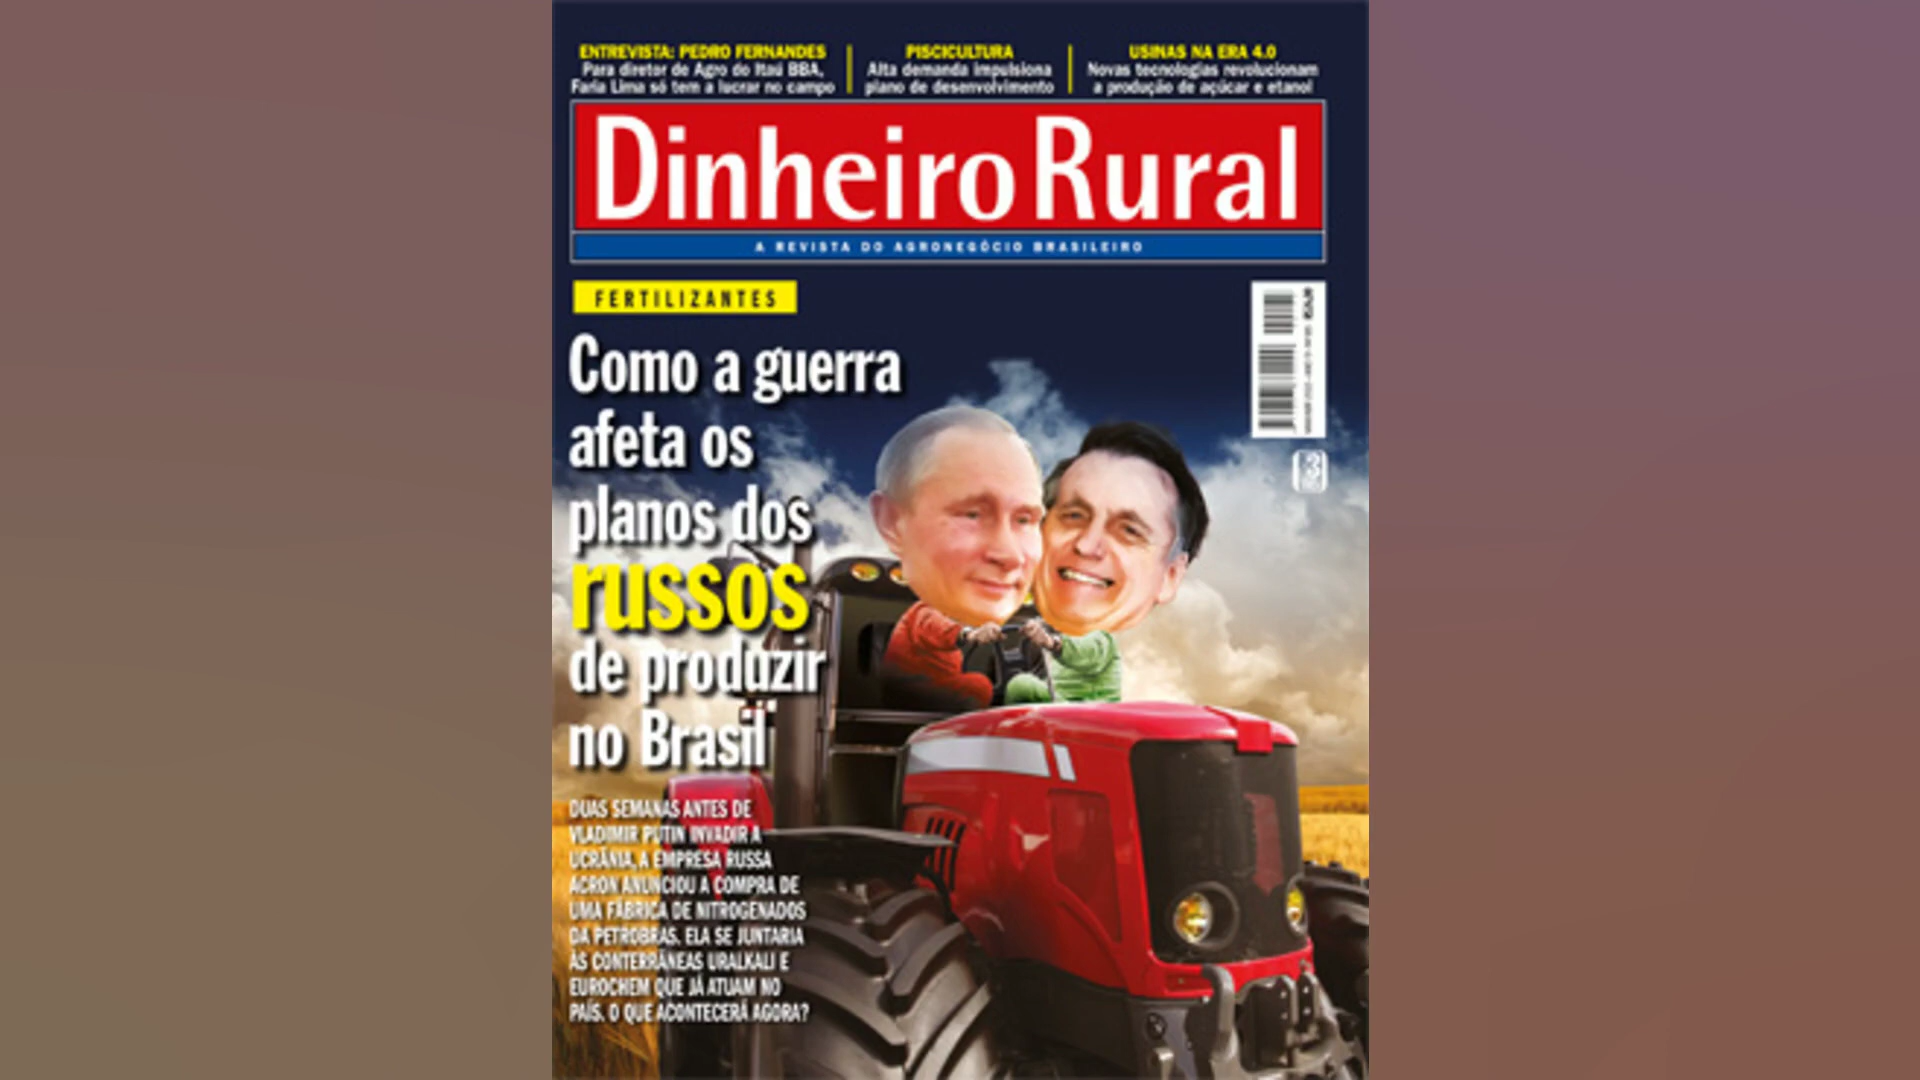 ENTREVISTA: PEDRO FERNANDES
Para diretor de Agro do Itaú BBA,
Faria Lima só tem a lucrar no campo
PISCICULTURA
Alta demanda impulsiona
plano de desenvolvimento
USINAS NA ERA 4.0
Novas tecnologias revolucionam
a produção de açúcar e etanol
Dinheiro Rural
A REVISTA DO AGRONEGÓCIO BRASILEIRO
FERTILIZANTES
Como a guerra
afeta os
planos dos
russos
de produzir
no Brasil
DUAS SEMANAS ANTES DE
VLADIMIR PUTIN INVADIR A
UCRÂNIA, A EMPRESA RUSSA
ACRON ANUNCIOU A COMPRA DE
UMA FÁBRICA DE NITROGENADOS
DA PETROBRAS. ELA SE JUNTARIA
ÀS CONTERRÂNEAS URALKALI E
EUROCHEM QUE JÁ ATUAM NO
PAÍS. O QUE ACONTECERÁ AGORA?